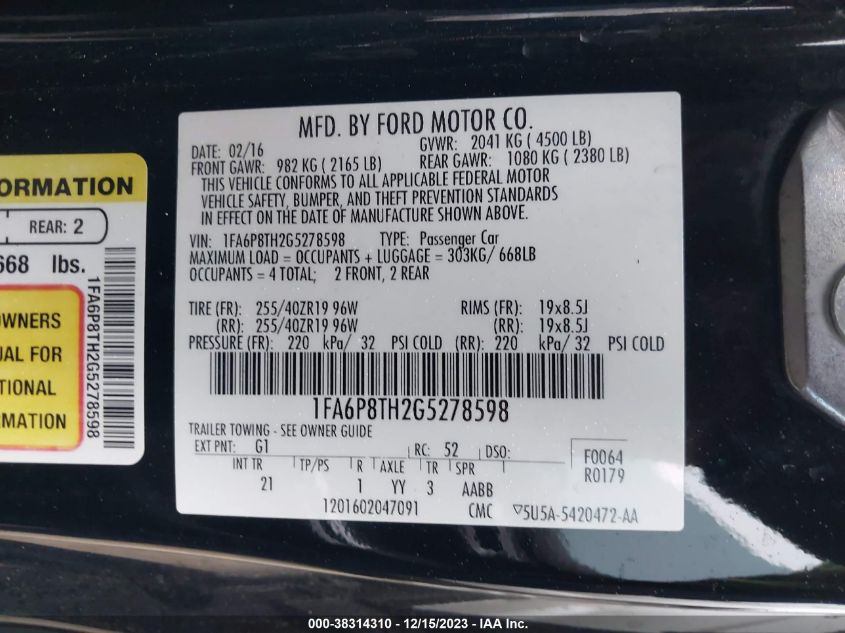 MFD. BY FORD MOTOR CO.
DATE: 02/16 GVWR: 2041 KG ( 4500 LB)
FRONT GAWR: 982 KG ( 2165 LB) REAR GAWR: 1080 KG ( 2380 LB)
THIS VEHICLE CONFORMS TO ALL APPLICABLE FEDERAL MOTOR
VEHICLE SAFETY, BUMPER, AND THEFT PREVENTION STANDARDS
IN EFFECT ON THE DATE OF MANUFACTURE SHOWN ABOVE.
VIN: 1FA6P8TH2G5278598 TYPE: Passenger Car
MAXIMUM LOAD = OCCUPANTS + LUGGAGE = 303KG/ 668LB
OCCUPANTS = 4 TOTAL; 2 FRONT, 2 REAR
TIRE (FR): 255/40ZR19 96W RIMS (FR): 19x8.5J
(RR): 255/40ZR19 96W (RR): 19x8.5J
PRESSURE (FR): 220 kPa/ 32 PSI COLD (RR): 220 kPa/ 32 PSI COLD
1FA6P8TH2G5278598
TRAILER TOWING - SEE OWNER GUIDE
EXT PNT: G1 RC: 52 DSO:
INT TR TP/PS R AXLE TR SPR
21 1 YY 3 AABB
F0064
R0179
1201602047091 CMC ▽5U5A-5420472-AA
ORMATION
REAR: 2
668 lbs.
1FA6P8TH2G5278598
OWNERS
UAL FOR
TIONAL
RMATION
000-38314310 - 12/15/2023 - IAA Inc.